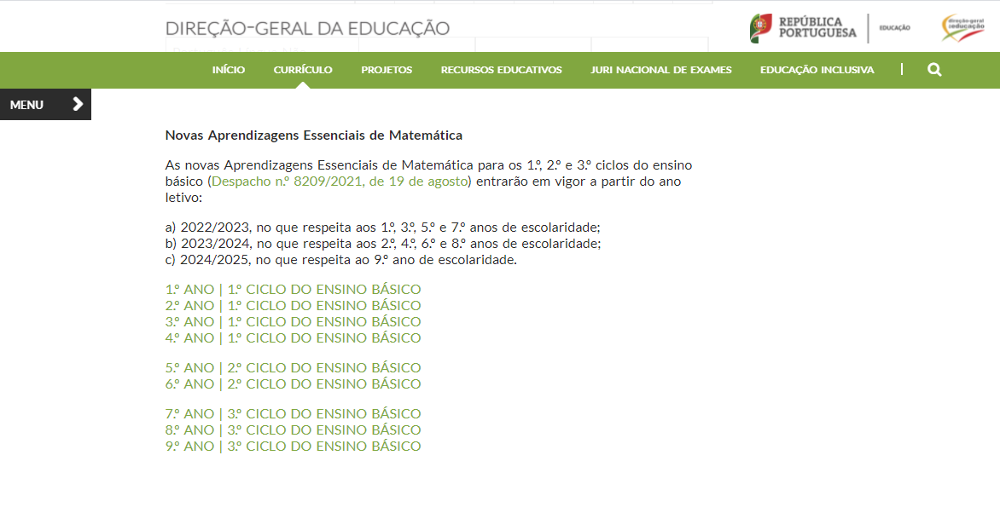 DIREÇÃO-GERAL DA EDUCAÇÃO
REPÚBLICA
PORTUGUESA
EDUCAÇÃO
direção-geral
educação
INÍCIO CURRÍCULO PROJETOS RECURSOS EDUCATIVOS JURI NACIONAL DE EXAMES EDUCAÇÃO INCLUSIVA |
MENU
Novas Aprendizagens Essenciais de Matemática
As novas Aprendizagens Essenciais de Matemática para os 1.º, 2.º e 3.º ciclos do ensino
básico (Despacho n.º 8209/2021, de 19 de agosto) entrarão em vigor a partir do ano
letivo:
a) 2022/2023, no que respeita aos 1.º, 3.º, 5.º e 7.º anos de escolaridade;
b) 2023/2024, no que respeita aos 2.º, 4.º, 6.º e 8.º anos de escolaridade;
c) 2024/2025, no que respeita ao 9.º ano de escolaridade.
1.º ANO | 1.º CICLO DO ENSINO BÁSICO
2.º ANO | 1.º CICLO DO ENSINO BÁSICO
3.º ANO | 1.º CICLO DO ENSINO BÁSICO
4.º ANO | 1.º CICLO DO ENSINO BÁSICO
5.º ANO | 2.º CICLO DO ENSINO BÁSICO
6.º ANO | 2.º CICLO DO ENSINO BÁSICO
7.º ANO | 3.º CICLO DO ENSINO BÁSICO
8.º ANO | 3.º CICLO DO ENSINO BÁSICO
9.º ANO | 3.º CICLO DO ENSINO BÁSICO